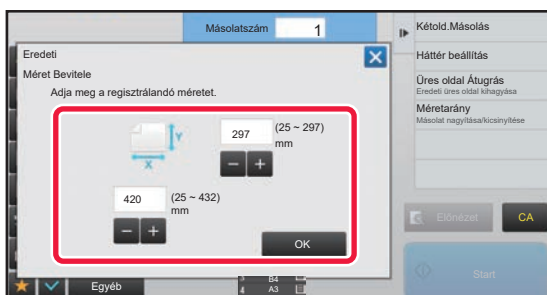 Másolatszám 1
Eredeti
Méret Bevitele
Adja meg a regisztrálandó méretet.
Y
X
297 (25 ~ 297)
mm
− +
420 (25 ~ 432)
mm
− +
OK
Kétold.Másolás
Háttér beállítás
Üres oldal Átugrás
Eredeti üres oldal kihagyása
Méretarány
Másolat nagyítása/kicsinyítése
Előnézet
CA
Start
Egyéb
B4
4 A3